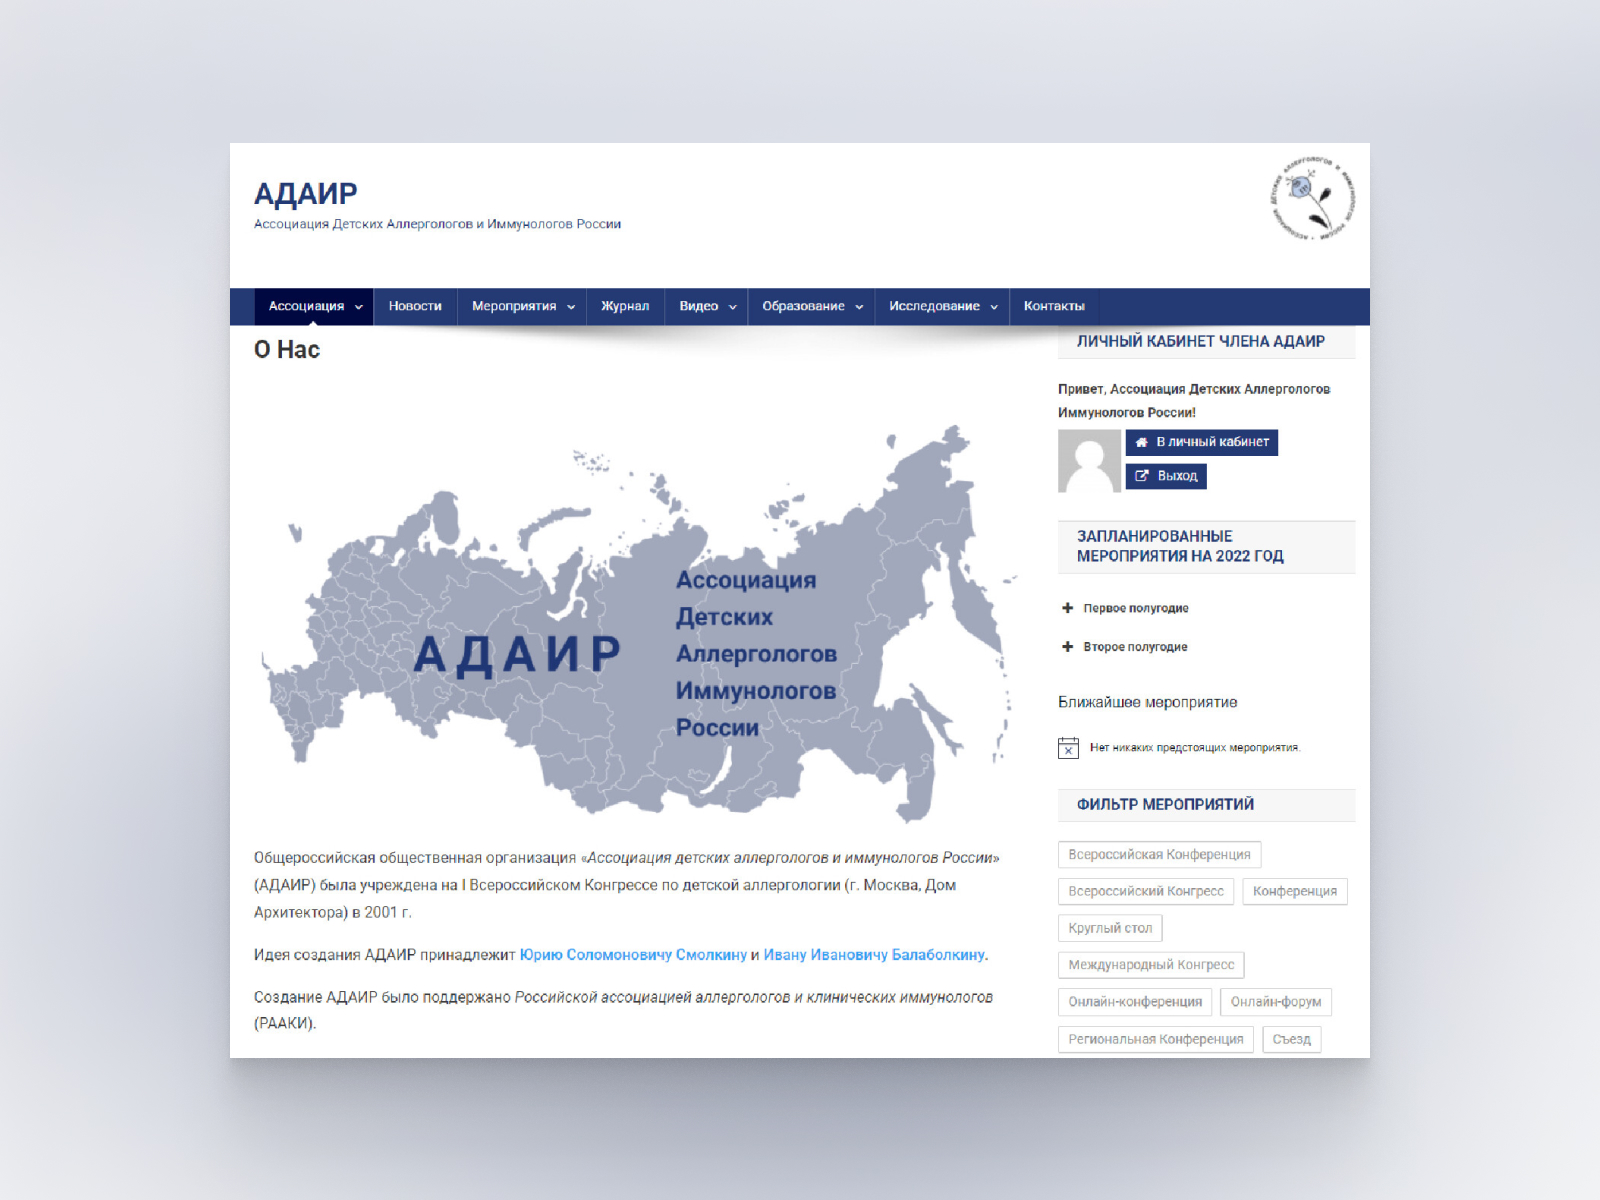 АДАИР
Ассоциация Детских Аллергологов и Иммунологов России
АССОЦИАЦИЯ ДЕТСКИХ АЛЛЕРГОЛОГОВ И ИММУНОЛОГОВ РОССИИ
Ассоциация
Новости
Мероприятия
Журнал
Видео
Образование
Исследование
Контакты
О Нас
АДАИР
Ассоциация
Детских
Аллергологов
Иммунологов
России
Общероссийская общественная организация «Ассоциация детских аллергологов и иммунологов России»
(АДАИР) была учреждена на I Всероссийском Конгрессе по детской аллергологии (г. Москва, Дом
Архитектора) в 2001 г.
Идея создания АДАИР принадлежит Юрию Соломоновичу Смолкину и Ивану Ивановичу Балаболкину.
Создание АДАИР было поддержано Российской ассоциацией аллергологов и клинических иммунологов
(РААКИ).
ЛИЧНЫЙ КАБИНЕТ ЧЛЕНА АДАИР
Привет, Ассоциация Детских Аллергологов
Иммунологов России!
В личный кабинет
Выход
ЗАПЛАНИРОВАННЫЕ
МЕРОПРИЯТИЯ НА 2022 ГОД
Первое полугодие
Второе полугодие
Ближайшее мероприятие
Нет никаких предстоящих мероприятия.
ФИЛЬТР МЕРОПРИЯТИЙ
Всероссийская Конференция
Всероссийский Конгресс
Конференция
Круглый стол
Международный Конгресс
Онлайн-конференция
Онлайн-форум
Региональная Конференция
Съезд